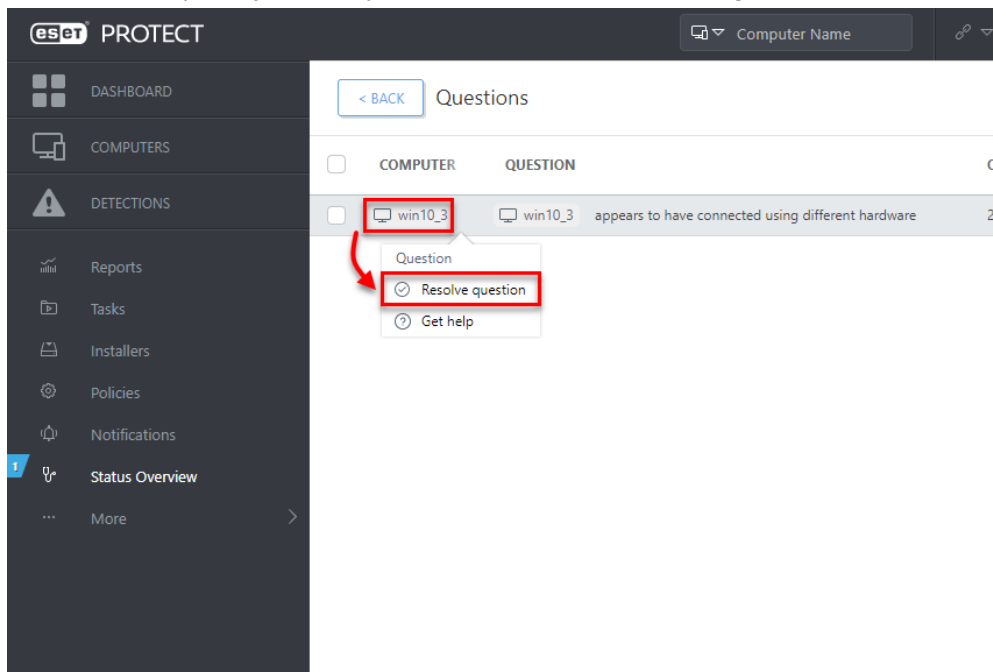 eseT PROTECT
Computer Name
DASHBOARD
COMPUTERS
DETECTIONS
Reports
Tasks
Installers
Policies
Notifications
1
Status Overview
More
< BACK Questions
COMPUTER QUESTION
win10_3 win10_3 appears to have connected using different hardware 2
Question
Resolve question
Get help